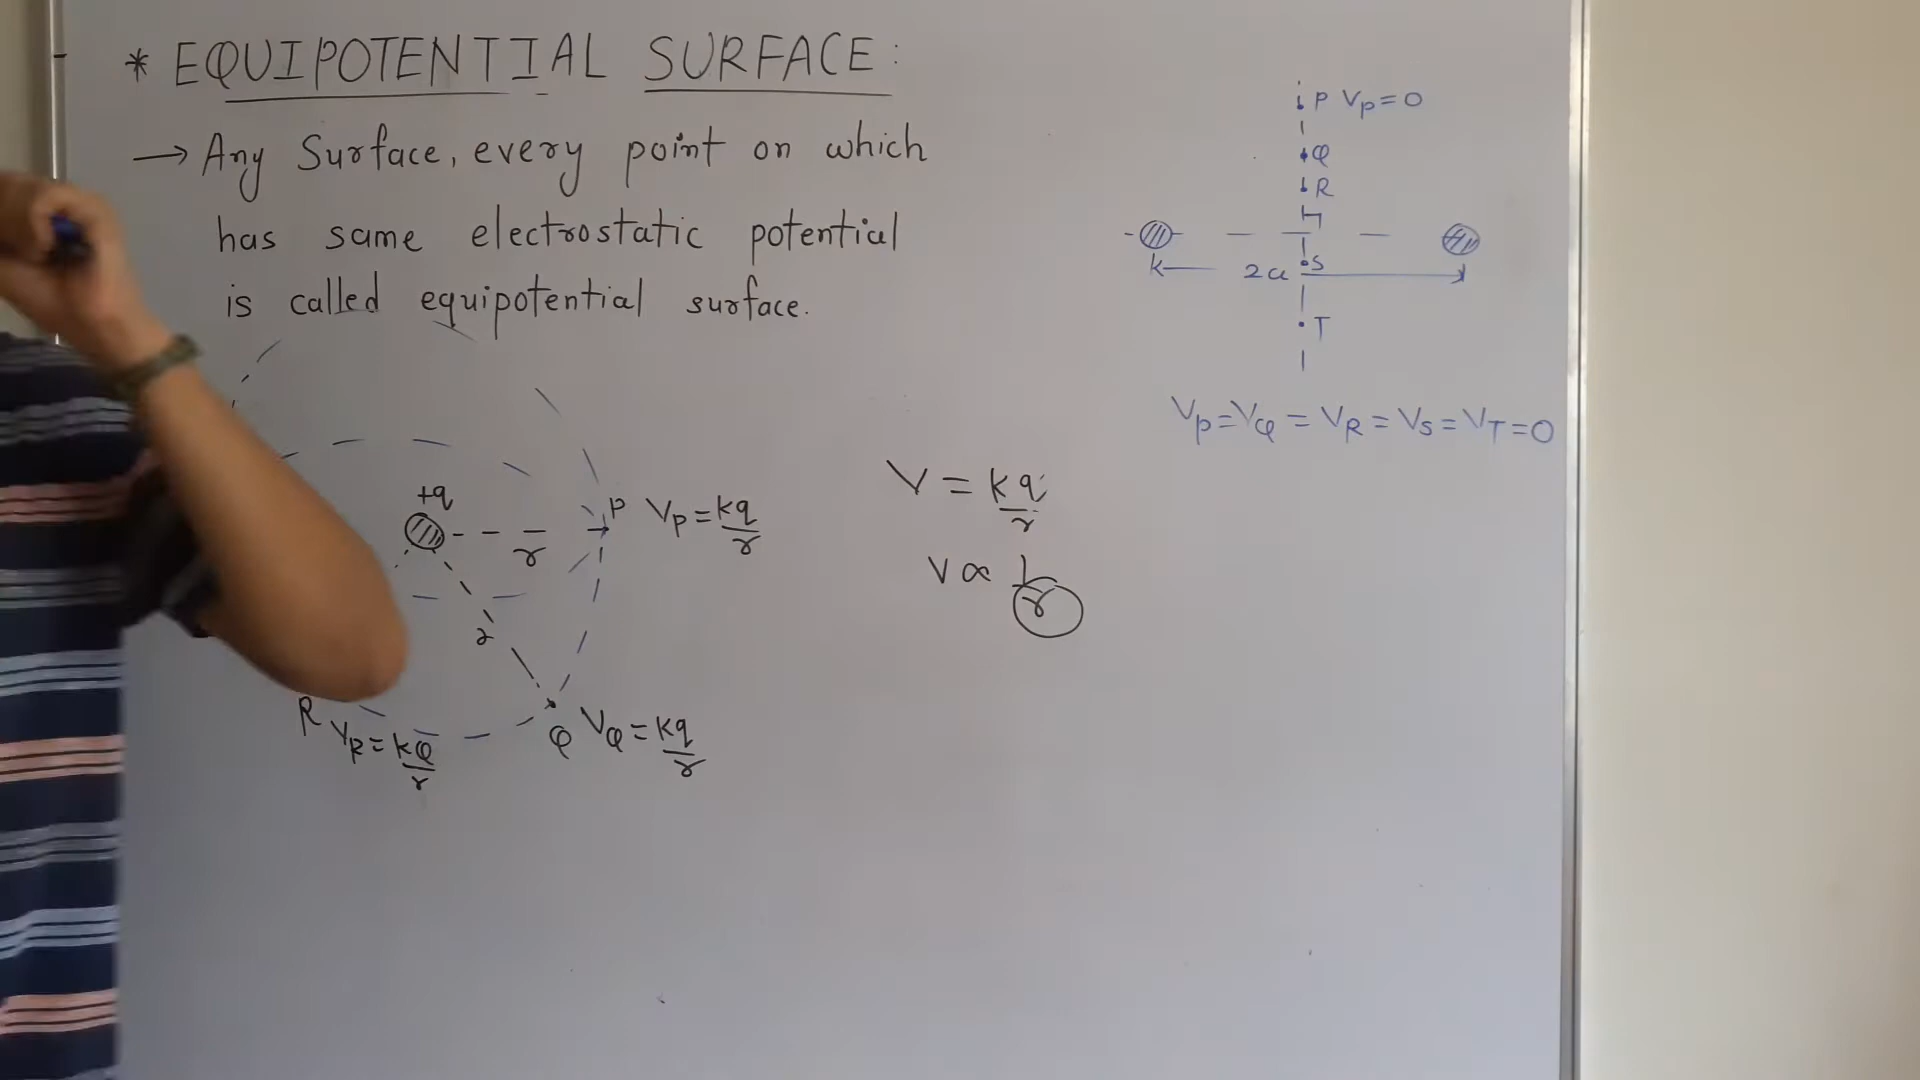 * EQUIPOTENTIAL SURFACE:
→ Any Surface, every point on which
has same electrostatic potential
is called equipotential surface.
P Vp = 0
Q
R
2a
S
T
Vp = VQ = VR = VS = VT = 0
+q
r
P Vp = kq/r
r
R VR = kQ/r
Q VQ = kq/r
V = kq/r
V ∝ 1/r